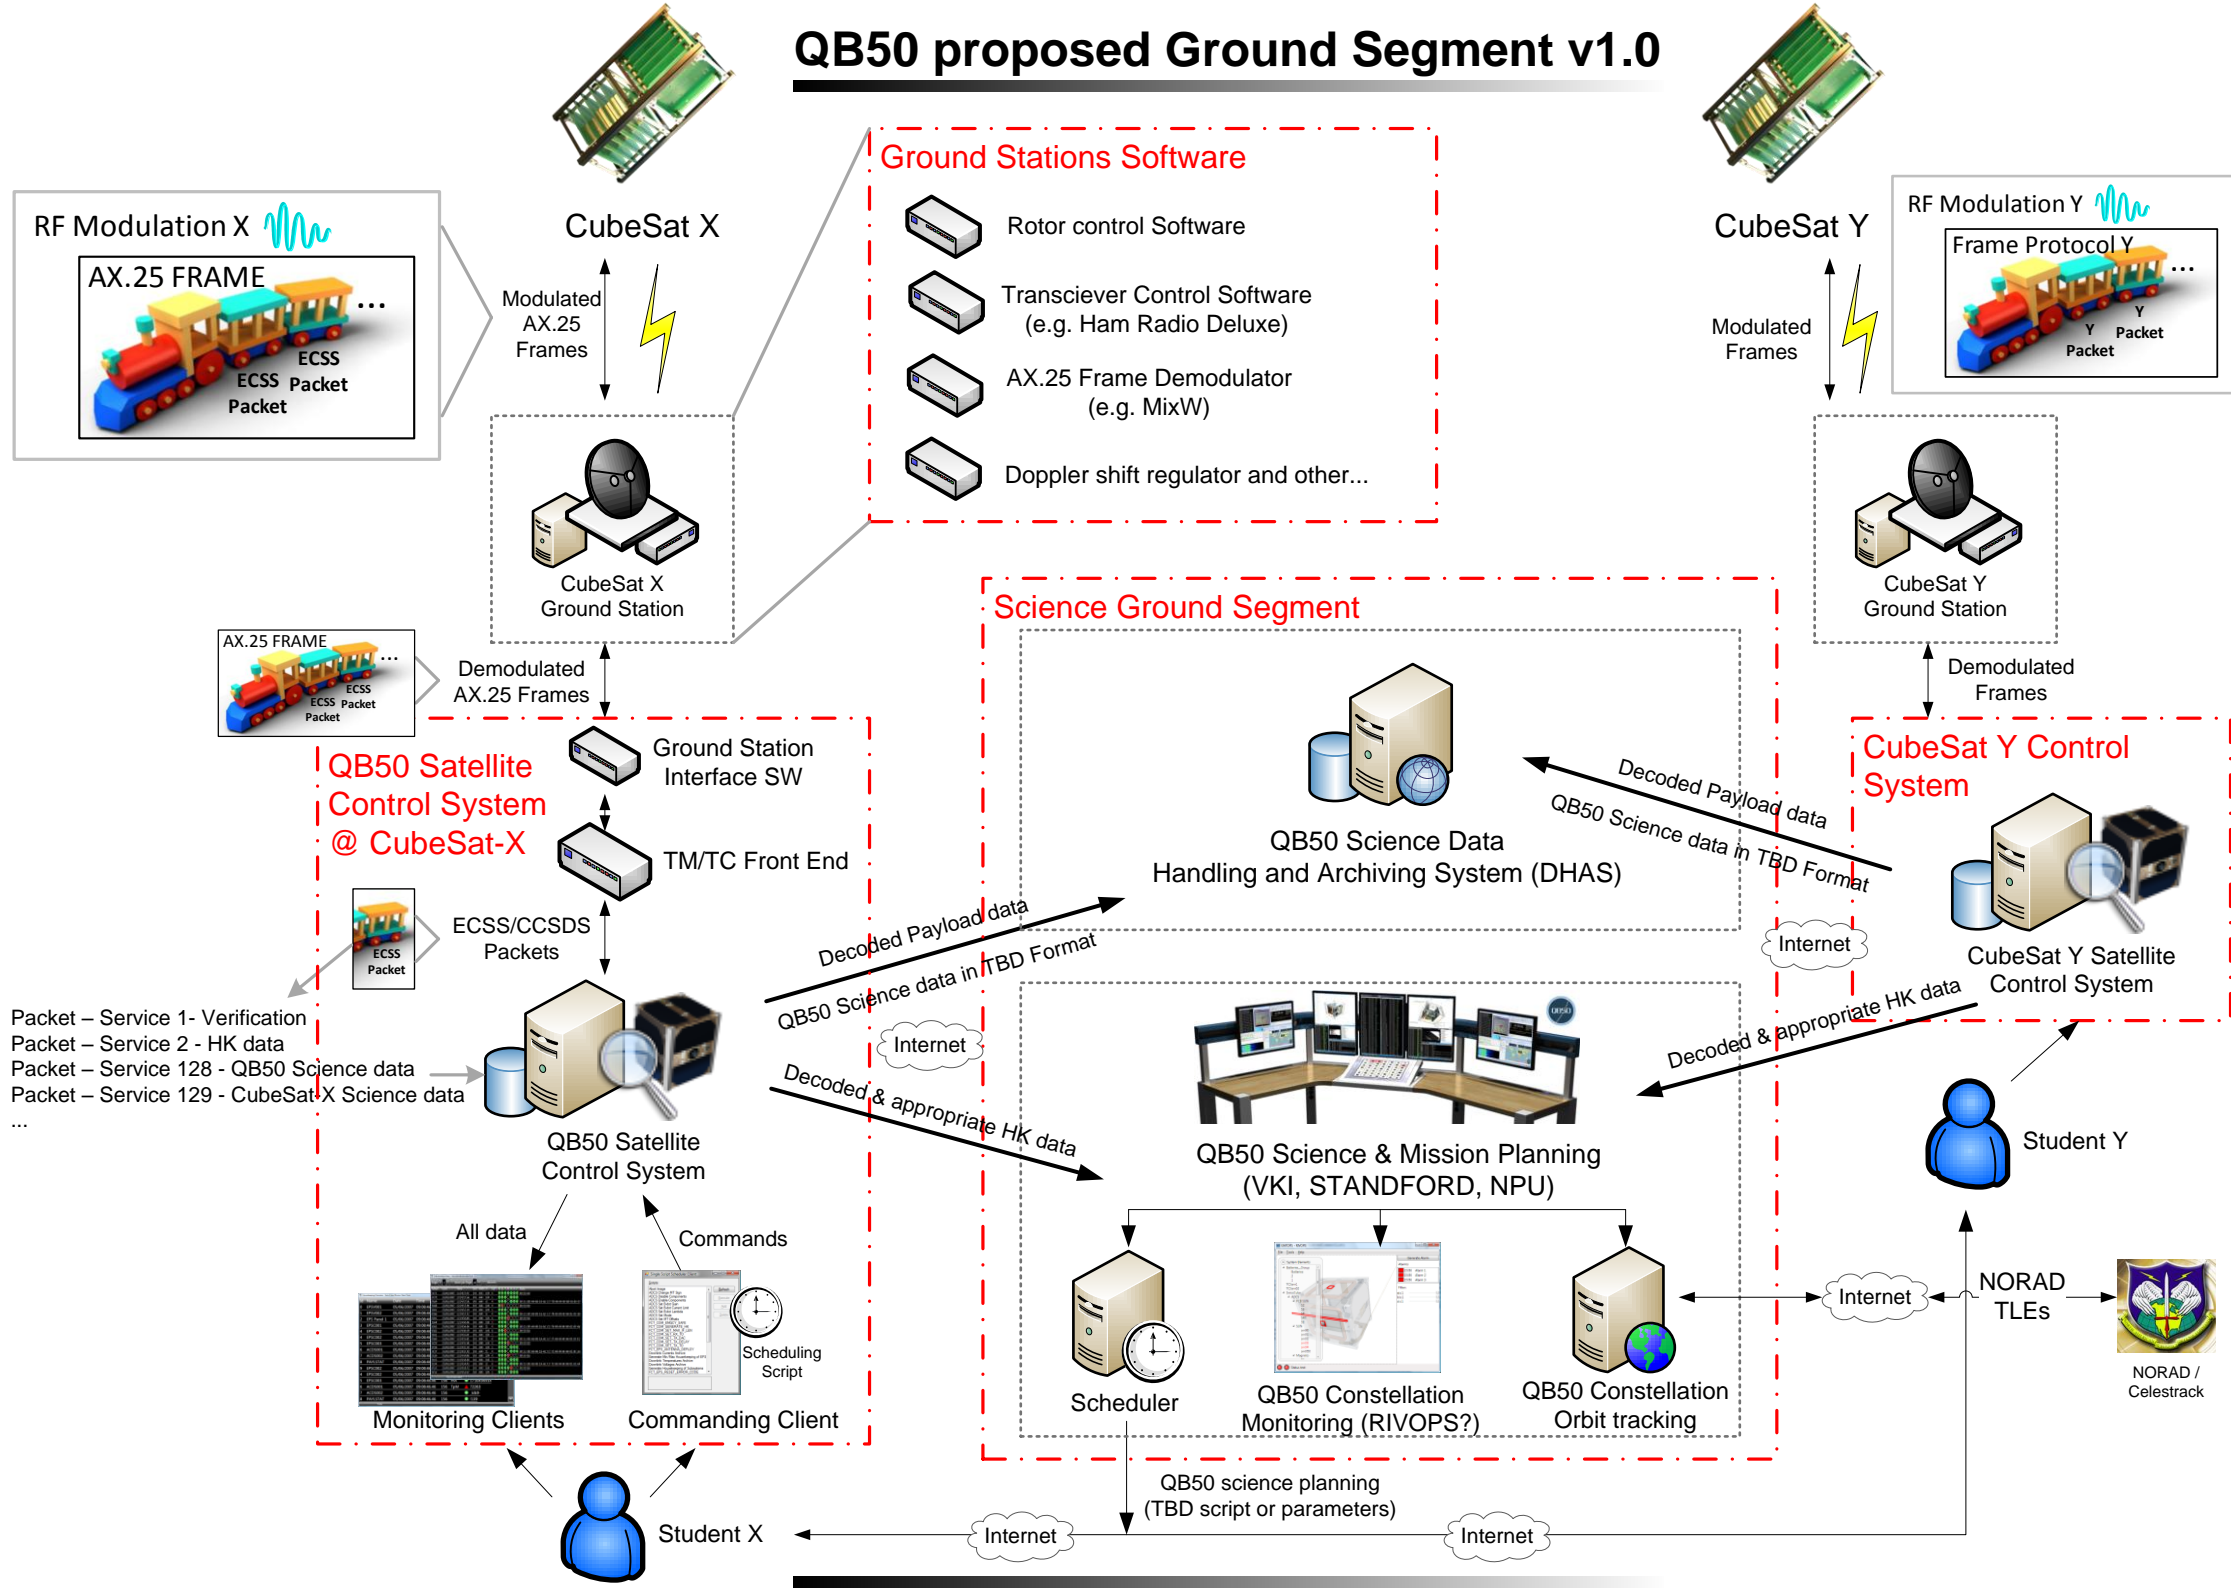 QB50 proposed Ground Segment v1.0
RF Modulation X
AX.25 FRAME
...
ECSS
Packet
ECSS
Packet
CubeSat X
Modulated
AX.25
Frames
CubeSat X
Ground Station
Ground Stations Software
Rotor control Software
Transciever Control Software
(e.g. Ham Radio Deluxe)
AX.25 Frame Demodulator
(e.g. MixW)
Doppler shift regulator and other...
CubeSat Y
Modulated
Frames
RF Modulation Y
Frame Protocol Y
...
Y
Packet
Y
Packet
CubeSat Y
Ground Station
Demodulated
Frames
AX.25 FRAME
...
ECSS
Packet
ECSS
Packet
Demodulated
AX.25 Frames
QB50 Satellite
Control System
@ CubeSat-X
Ground Station
Interface SW
TM/TC Front End
ECSS/CCSDS
Packets
ECSS
Packet
Packet – Service 1- Verification
Packet – Service 2 - HK data
Packet – Service 128 - QB50 Science data
Packet – Service 129 - CubeSat-X Science data
...
QB50 Satellite
Control System
All data
Commands
Scheduling
Script
Monitoring Clients
Commanding Client
Student X
Decoded Payload data
QB50 Science data in TBD Format
Internet
Decoded & appropriate HK data
Science Ground Segment
QB50 Science Data
Handling and Archiving System (DHAS)
QB50 Science & Mission Planning
(VKI, STANDFORD, NPU)
Scheduler
QB50 Constellation
Monitoring (RIVOPS?)
QB50 Constellation
Orbit tracking
QB50 science planning
(TBD script or parameters)
Internet
Internet
CubeSat Y Control
System
Decoded Payload data
QB50 Science data in TBD Format
Internet
CubeSat Y Satellite
Control System
Decoded & appropriate HK data
Student Y
Internet
NORAD
TLEs
NORAD /
Celestrack